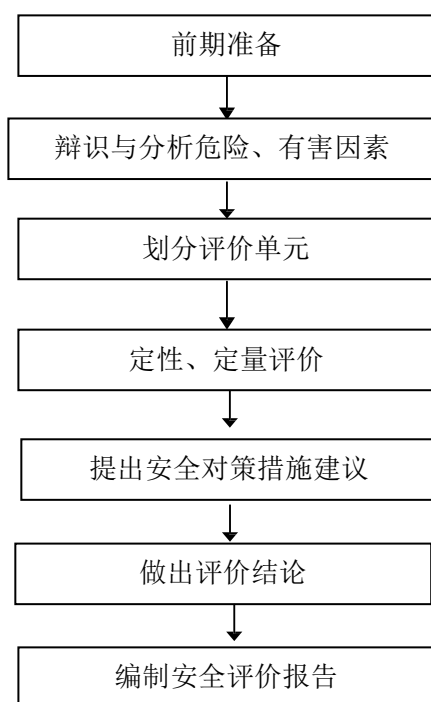 前期准备
辩识与分析危险、有害因素
划分评价单元
定性、定量评价
提出安全对策措施建议
做出评价结论
编制安全评价报告